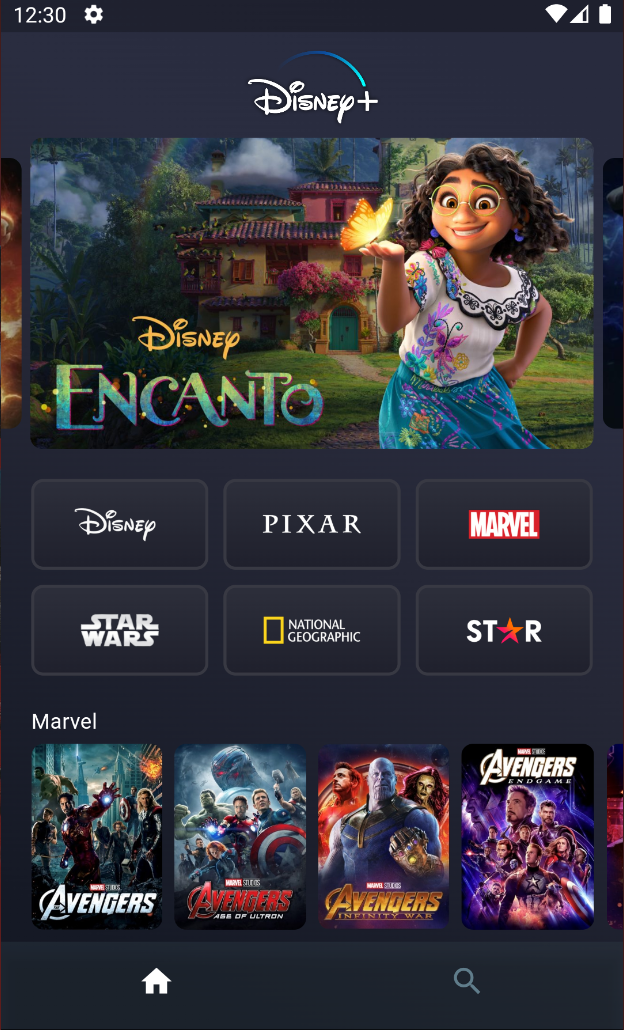 12:30
Disney+
Disney
ENCANTO
Disney
PIXAR
MARVEL
STAR
WARS
NATIONAL
GEOGRAPHIC
STAR
Marvel
MARVEL STUDIOS
AVENGERS
MARVEL STUDIOS
AVENGERS
AGE OF ULTRON
MARVEL STUDIOS
AVENGERS
INFINITY WAR
MARVEL STUDIOS
AVENGERS
ENDGAME